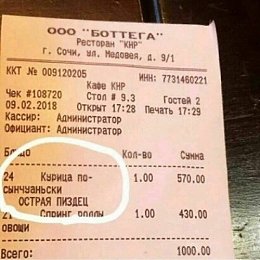 ООО "БОТТЕГА"
Ресторан "КНР"
г. Сочи, ул. Медовея, д. 9/1
ККТ № 009120205 ИНН: 7731460221
Кафе КНР
Чек #108720 Стол # 9.3 Гостей 2
09.02.2018 Открыт 17:28 Печать 17:29
Кассир: Администратор
Официант: Администратор
Блюдо Кол-во Сумма
24 Курица по- 1.00 570.00
сычуаньски
ОСТРАЯ ПИЗДЕЦ
Спринг роллы 1.00 430.00
овощи
Всего: 1000.00